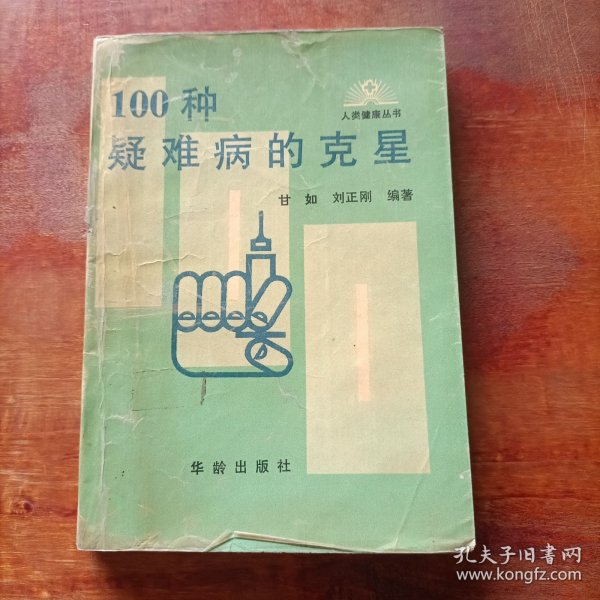 100种
人类健康丛书
疑难病的克星
甘如 刘正刚 编著
华龄出版社
孔夫子旧书网
www.kongfz.com